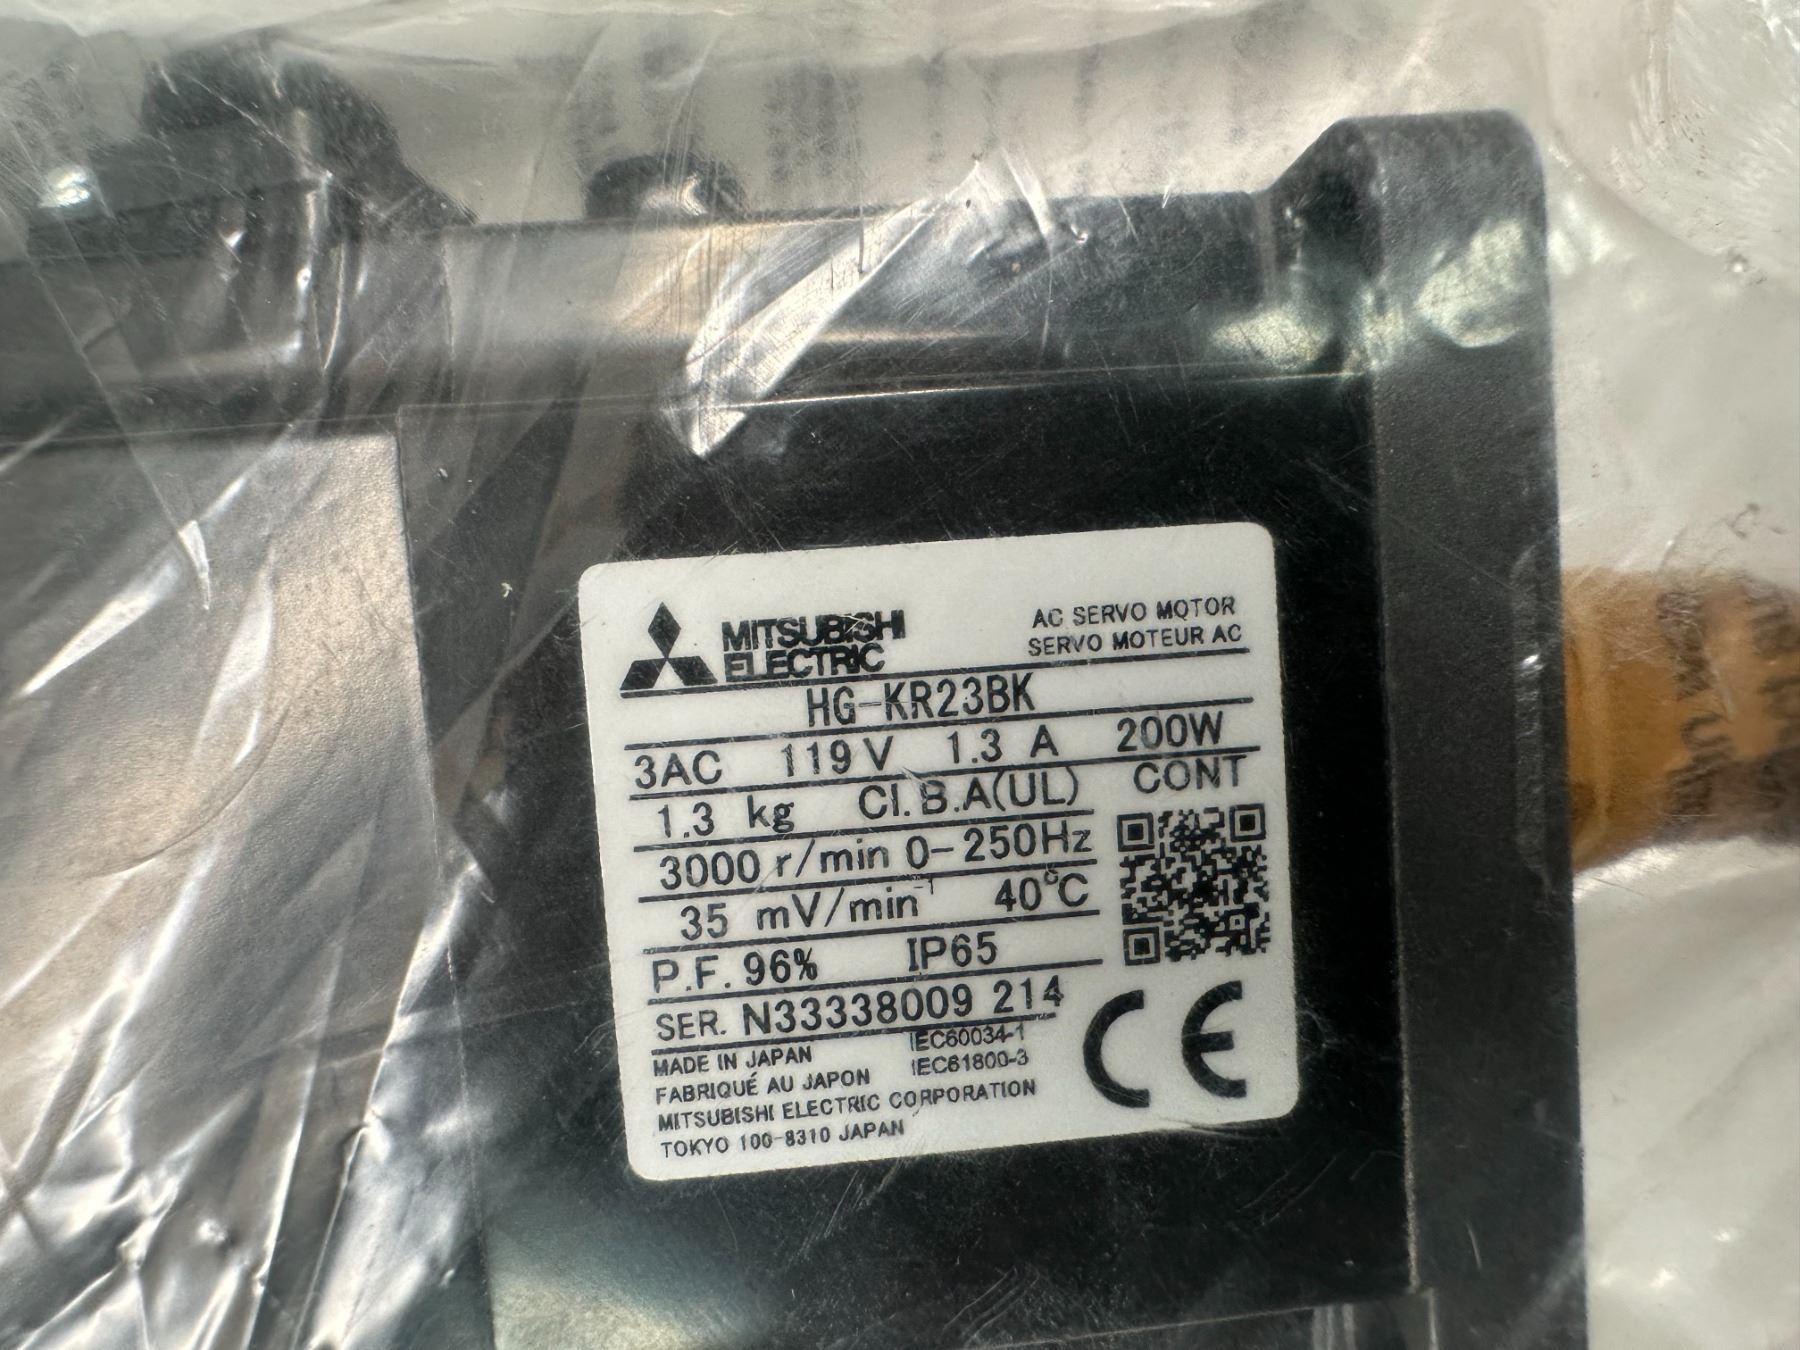 MITSUBISHI
ELECTRIC
AC SERVO MOTOR
SERVO MOTEUR AC
HG-KR23BK
3AC 119V 1.3 A 200W
1.3 kg CI.B.A(UL) CONT
3000 r/min 0-250Hz
35 mV/min⁻¹ 40°C
P.F. 96% IP65
SER. N33338009 214
MADE IN JAPAN IEC60034-1
FABRIQUÉ AU JAPON IEC61800-3
MITSUBISHI ELECTRIC CORPORATION
TOKYO 100-8310 JAPAN
CE